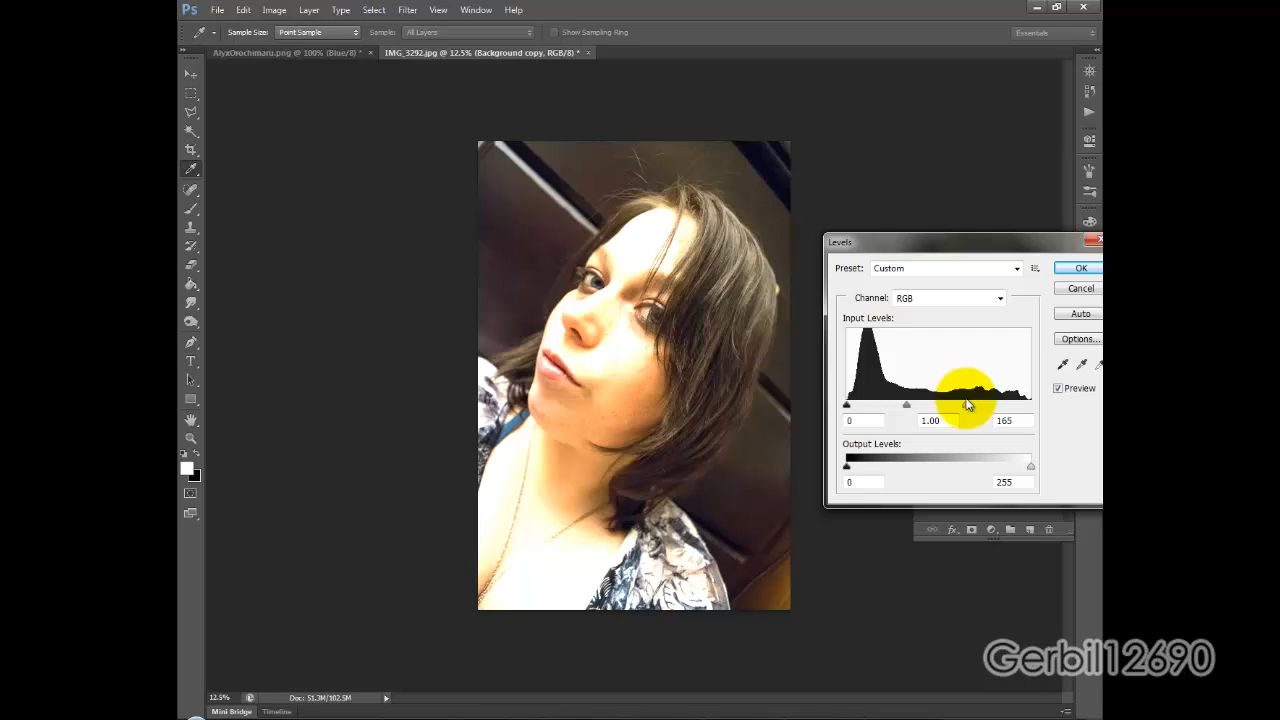 Ps File Edit Image Layer Type Select Filter View Window Help
Sample Size: Point Sample Sample: All Layers Show Sampling Ring Essentials
AlyxOrochimaru.png @ 100% (Blue/8) * × IMG_3292.jpg @ 12.5% (Background copy, RGB/8) * ×
Levels
Preset: Custom OK
Cancel
Channel: RGB
Auto
Input Levels:
Options...
Preview
0 1.00 165
Output Levels:
0 255
fx
Gerbil12690
12.5% Doc: 51.3M/102.5M
Mini Bridge Timeline